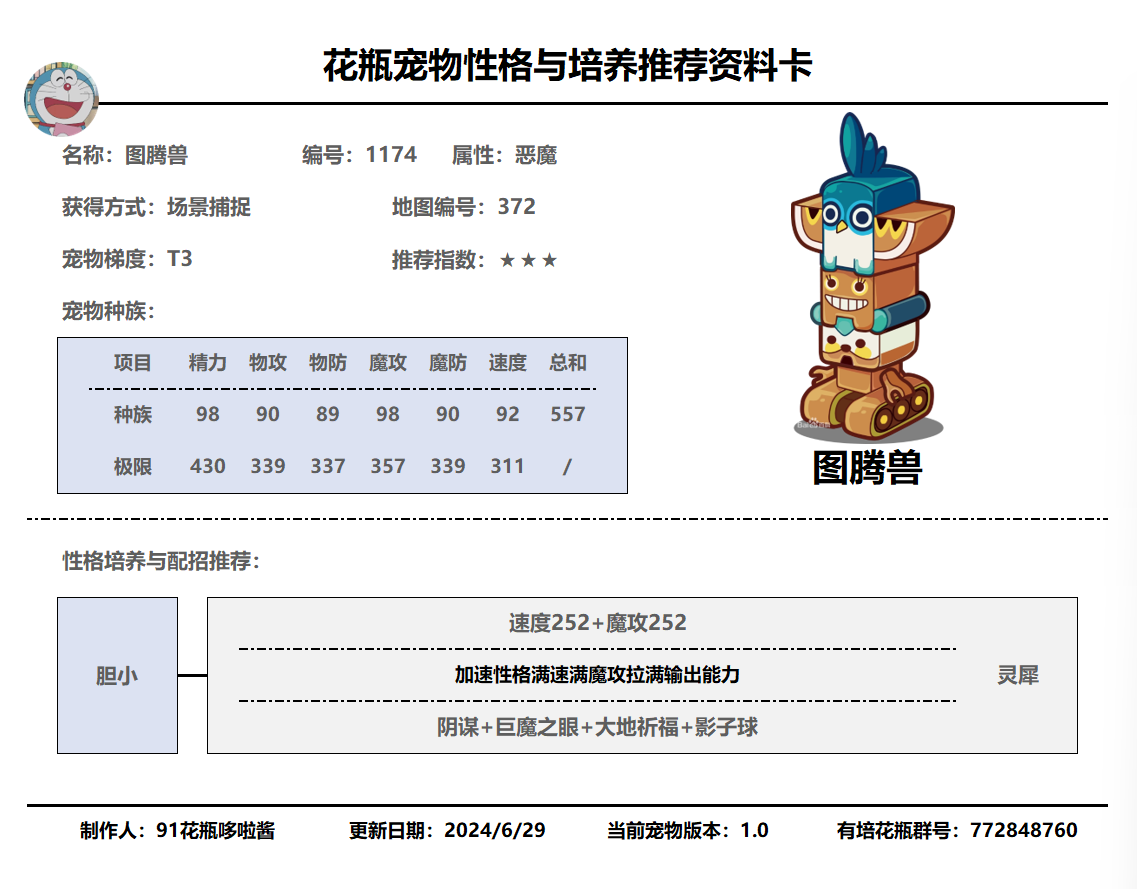 花瓶宠物性格与培养推荐资料卡
名称：图腾兽 编号：1174 属性：恶魔
获得方式：场景捕捉 地图编号：372
宠物梯度：T3 推荐指数：★★★
宠物种族：
项目 精力 物攻 物防 魔攻 魔防 速度 总和
种族 98 90 89 98 90 92 557
极限 430 339 337 357 339 311 /
图腾兽
性格培养与配招推荐：
胆小
速度252+魔攻252
加速性格满速满魔攻拉满输出能力
阴谋+巨魔之眼+大地祈福+影子球
灵犀
制作人：91花瓶哆啦酱 更新日期：2024/6/29 当前宠物版本：1.0 有培花瓶群号：772848760